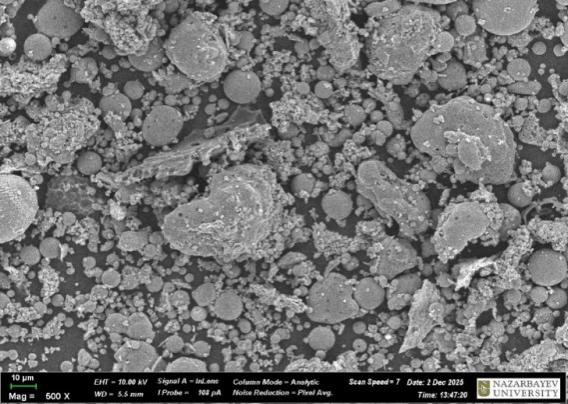 10 µm
Mag = 500 X
EHT = 10.00 kV
WD = 5.5 mm
Signal A = InLens
I Probe = 108 pA
Column Mode = Analytic
Noise Reduction = Pixel Avg.
Scan Speed = 7
Date: 2 Dec 2025
Time: 13:47:20
NAZARBAYEV
UNIVERSITY